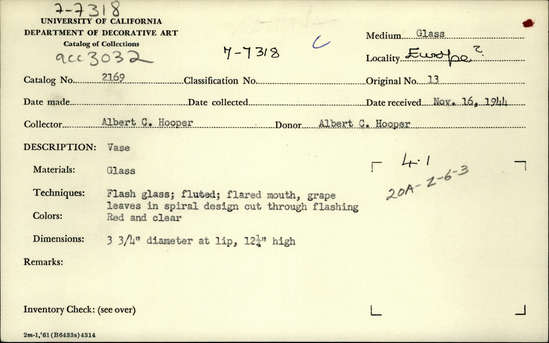 7-7318
UNIVERSITY OF CALIFORNIA
DEPARTMENT OF DECORATIVE ART
Catalog of Collections
acc 3032
7-7318
C
Medium Glass
Locality Europe?
Catalog No. 2169 Classification No. Original No. 13
Date made Date collected Date received Nov. 16, 1944
Collector Albert C. Hooper Donor Albert C. Hooper
DESCRIPTION: Vase
Materials: Glass
4.1
20A-2-6-3
Techniques: Flash glass; fluted; flared mouth, grape
leaves in spiral design cut through flashing
Colors: Red and clear
Dimensions: 3 3/4" diameter at lip, 12¼" high
Remarks:
Inventory Check: (see over)
2m-1,'61(B6483s)4314